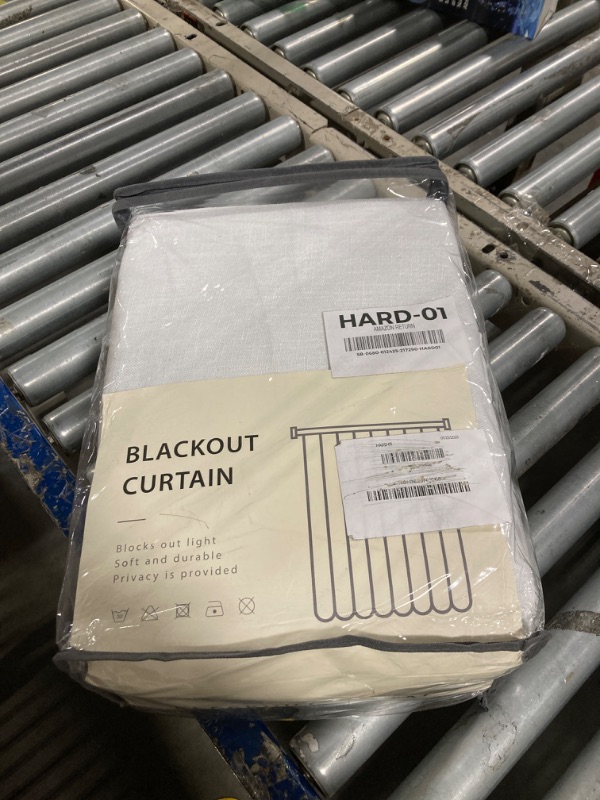 HARD-01
AMAZON RETURN
BLACKOUT
CURTAIN
Blocks out light
Soft and durable
Privacy is provided